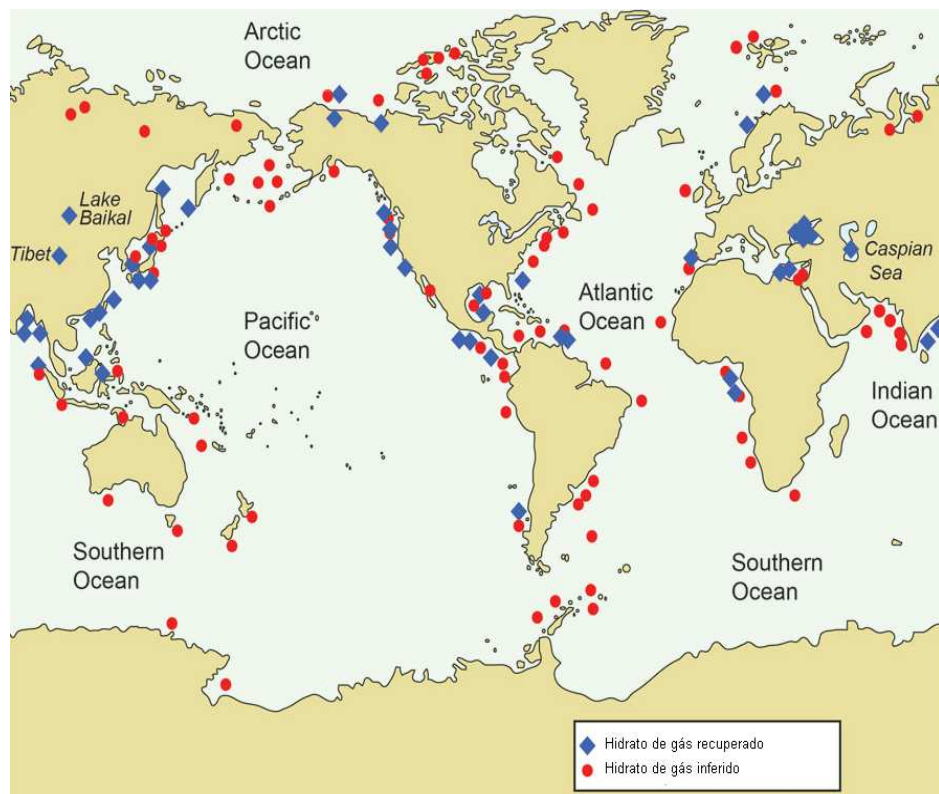 Arctic
Ocean
Lake
Baikal
Tibet
Caspian
Sea
Atlantic
Ocean
Pacific
Ocean
Indian
Ocean
Southern
Ocean
Southern
Ocean
Hidrato de gás recuperado
Hidrato de gás inferido